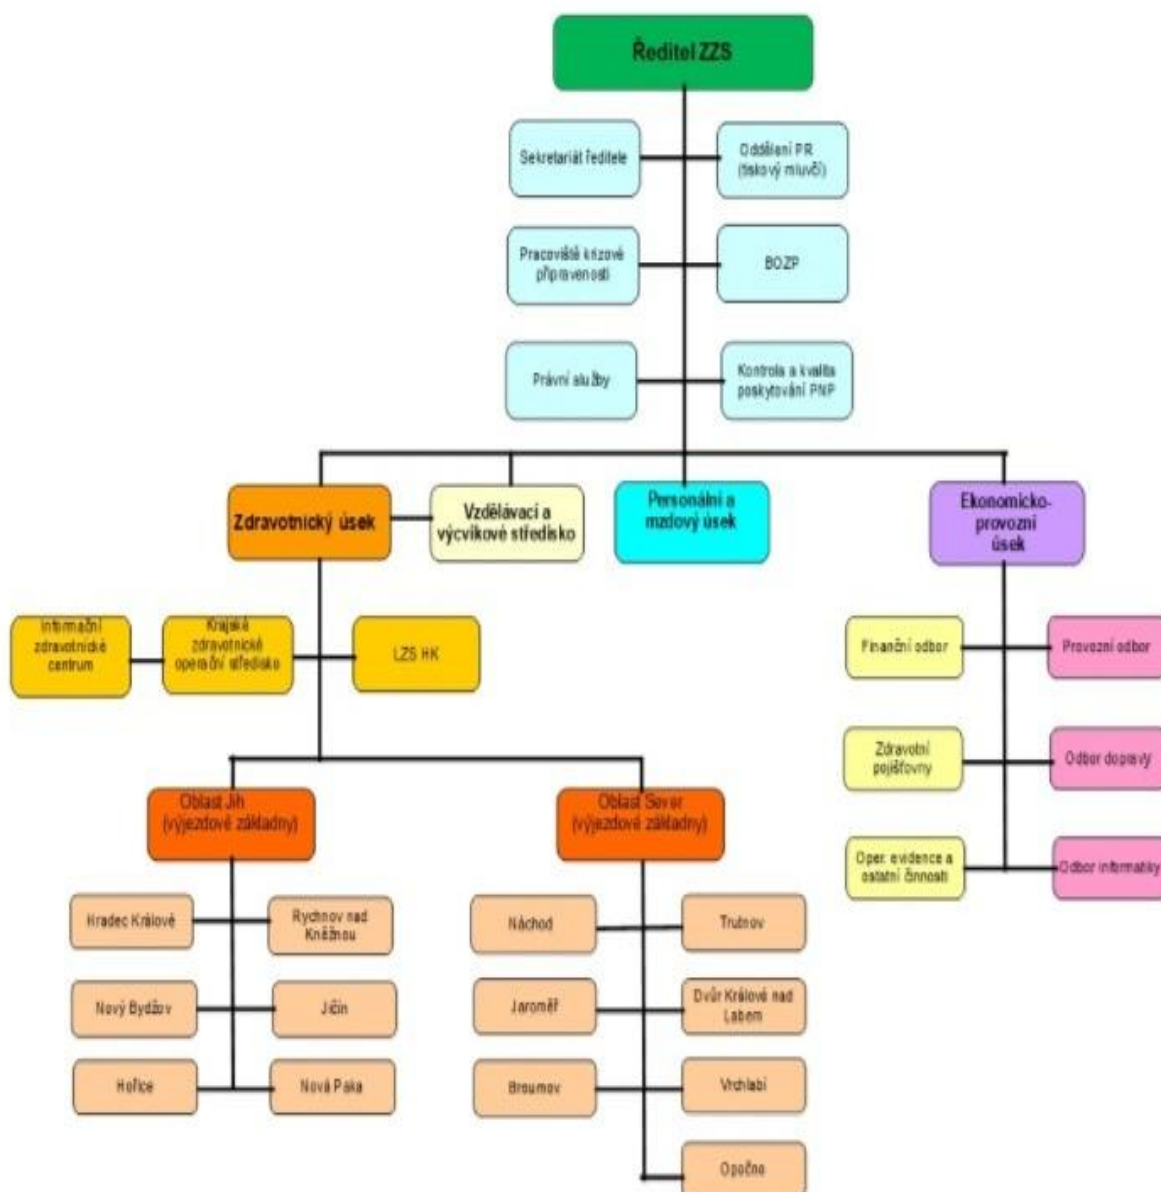 Ředitel ZZS
Sekretariát ředitele
Oddělení PR
(tiskový mluvčí)
Pracoviště krizové
připravenosti
BOZP
Právní služby
Kontrola a kvalita
poskytování PNP
Zdravotnický úsek
Vzdělávací a
výcvikové středisko
Personální a
mzdový úsek
Ekonomicko-
provozní
úsek
Informační
zdravotnické
centrum
Krajské
zdravotnické
operační středisko
LZS HK
Finanční odbor
Provozní odbor
Zdravotní
pojišťovny
Odbor dopravy
Oper. evidence a
ostatní činnosti
Odbor informatiky
Oblast Jih
(výjezdové základny)
Oblast Sever
(výjezdové základny)
Hradec Králové
Rychnov nad
Kněžnou
Nový Bydžov
Jičín
Hořice
Nová Paka
Náchod
Trutnov
Jaroměř
Dvůr Králové nad
Labem
Broumov
Vrchlabí
Opočno